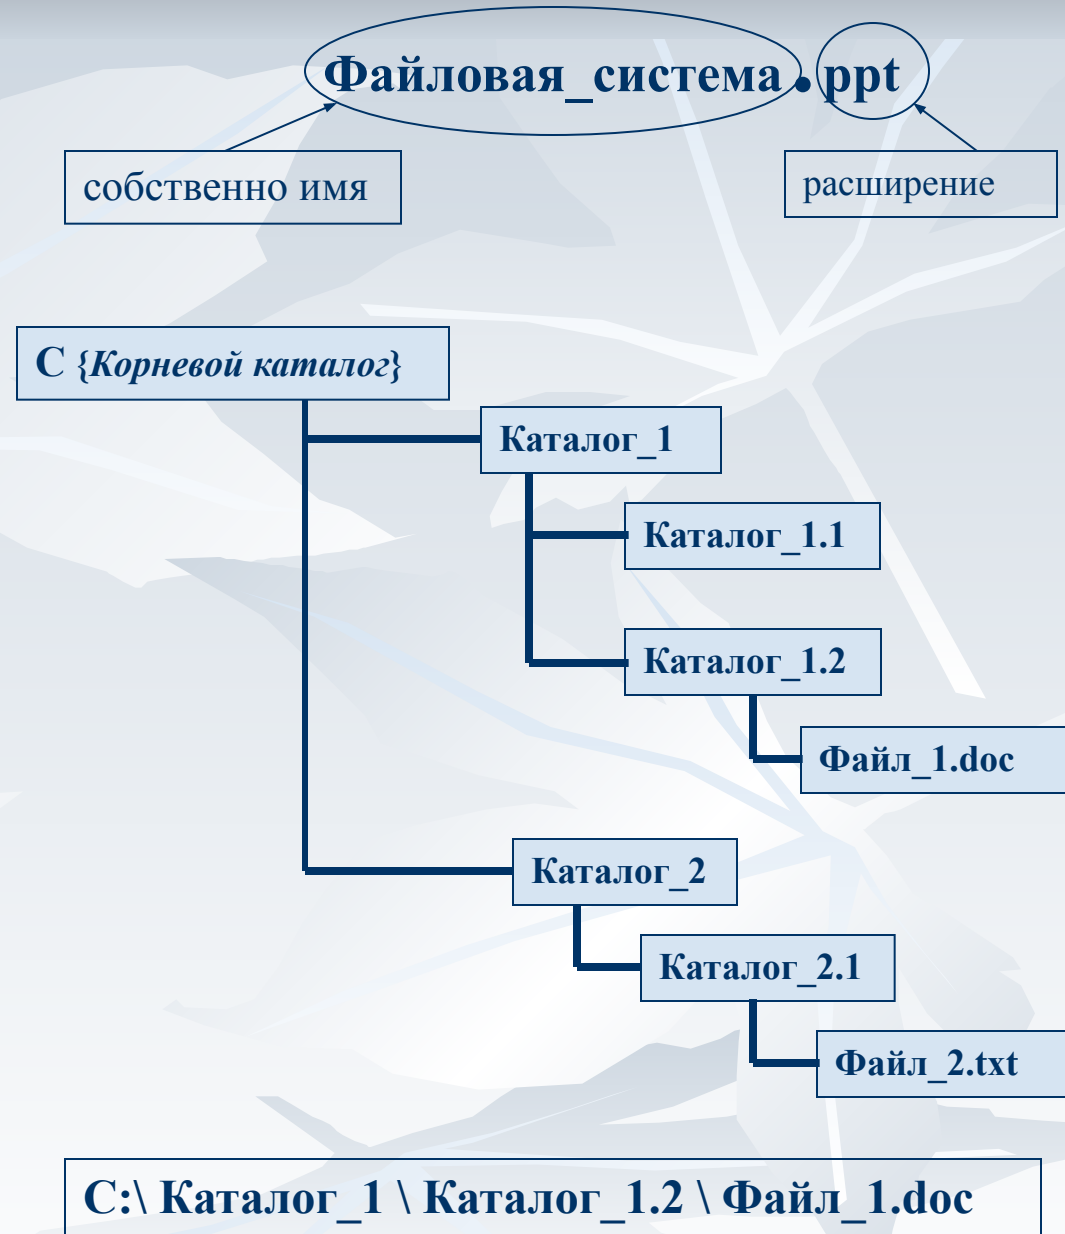 Файловая_система.ppt
собственно имя
расширение
С {Корневой каталог}
Каталог_1
Каталог_1.1
Каталог_1.2
Файл_1.doc
Каталог_2
Каталог_2.1
Файл_2.txt
C:\ Каталог_1 \ Каталог_1.2 \ Файл_1.doc